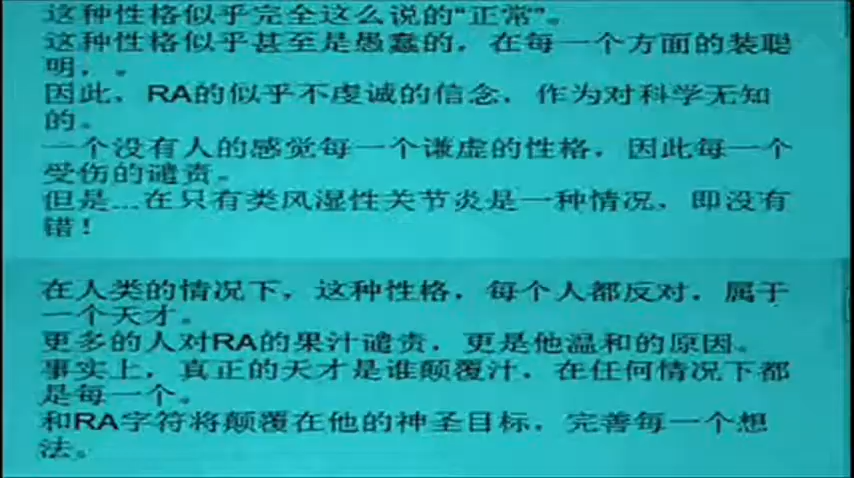 这种性格似乎完全这么说的“正常”。
这种性格似乎甚至是愚蠢的，在每一个方面的装聪
明，。
因此，RA的似乎不虔诚的信念，作为对科学无知
的。
一个没有人的感觉每一个谦虚的性格，因此每一个
受伤的谴责。
但是...在只有类风湿性关节炎是一种情况，即没有
错！
在人类的情况下，这种性格，每个人都反对，属于
一个天才。
更多的人对RA的果汁谴责，更是他温和的原因。
事实上，真正的天才是谁颠覆汁，在任何情况下都
是每一个。
和RA字符将颠覆在他的神圣目标，完善每一个想
法。